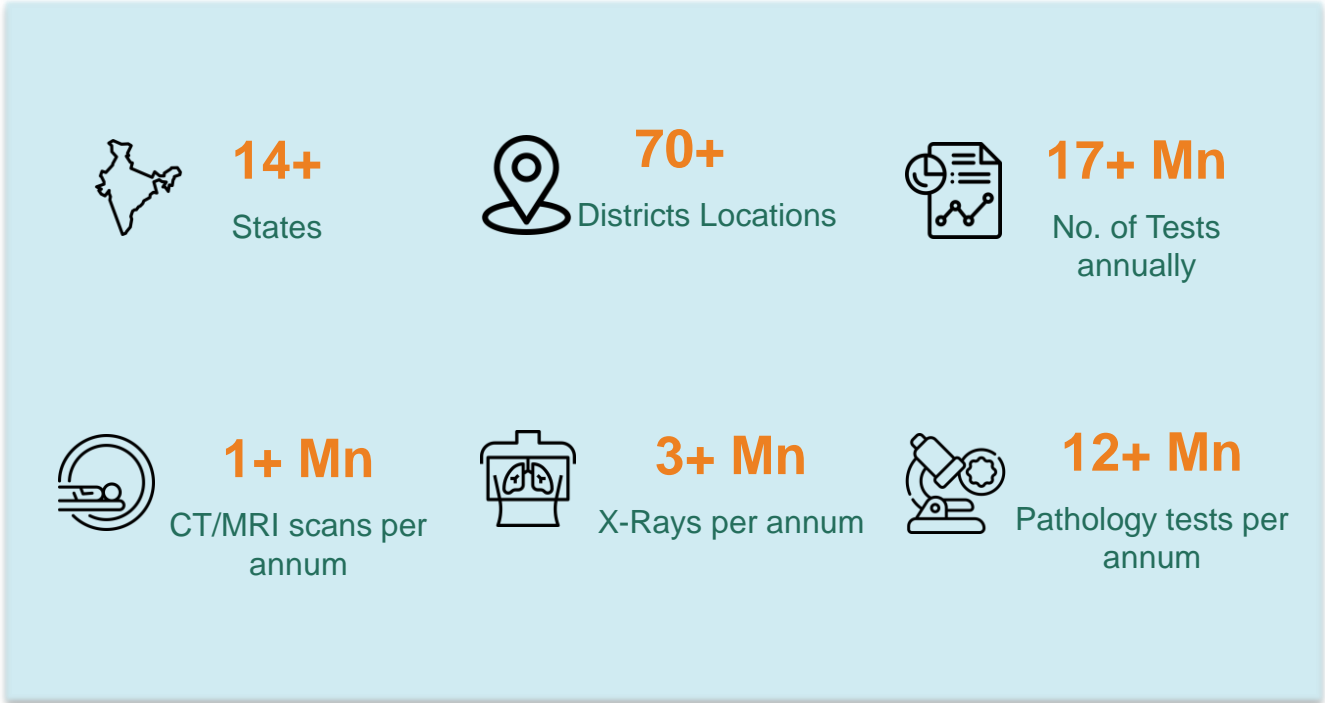 14+
States
70+
Districts Locations
17+ Mn
No. of Tests
annually
1+ Mn
CT/MRI scans per
annum
3+ Mn
X-Rays per annum
12+ Mn
Pathology tests per
annum